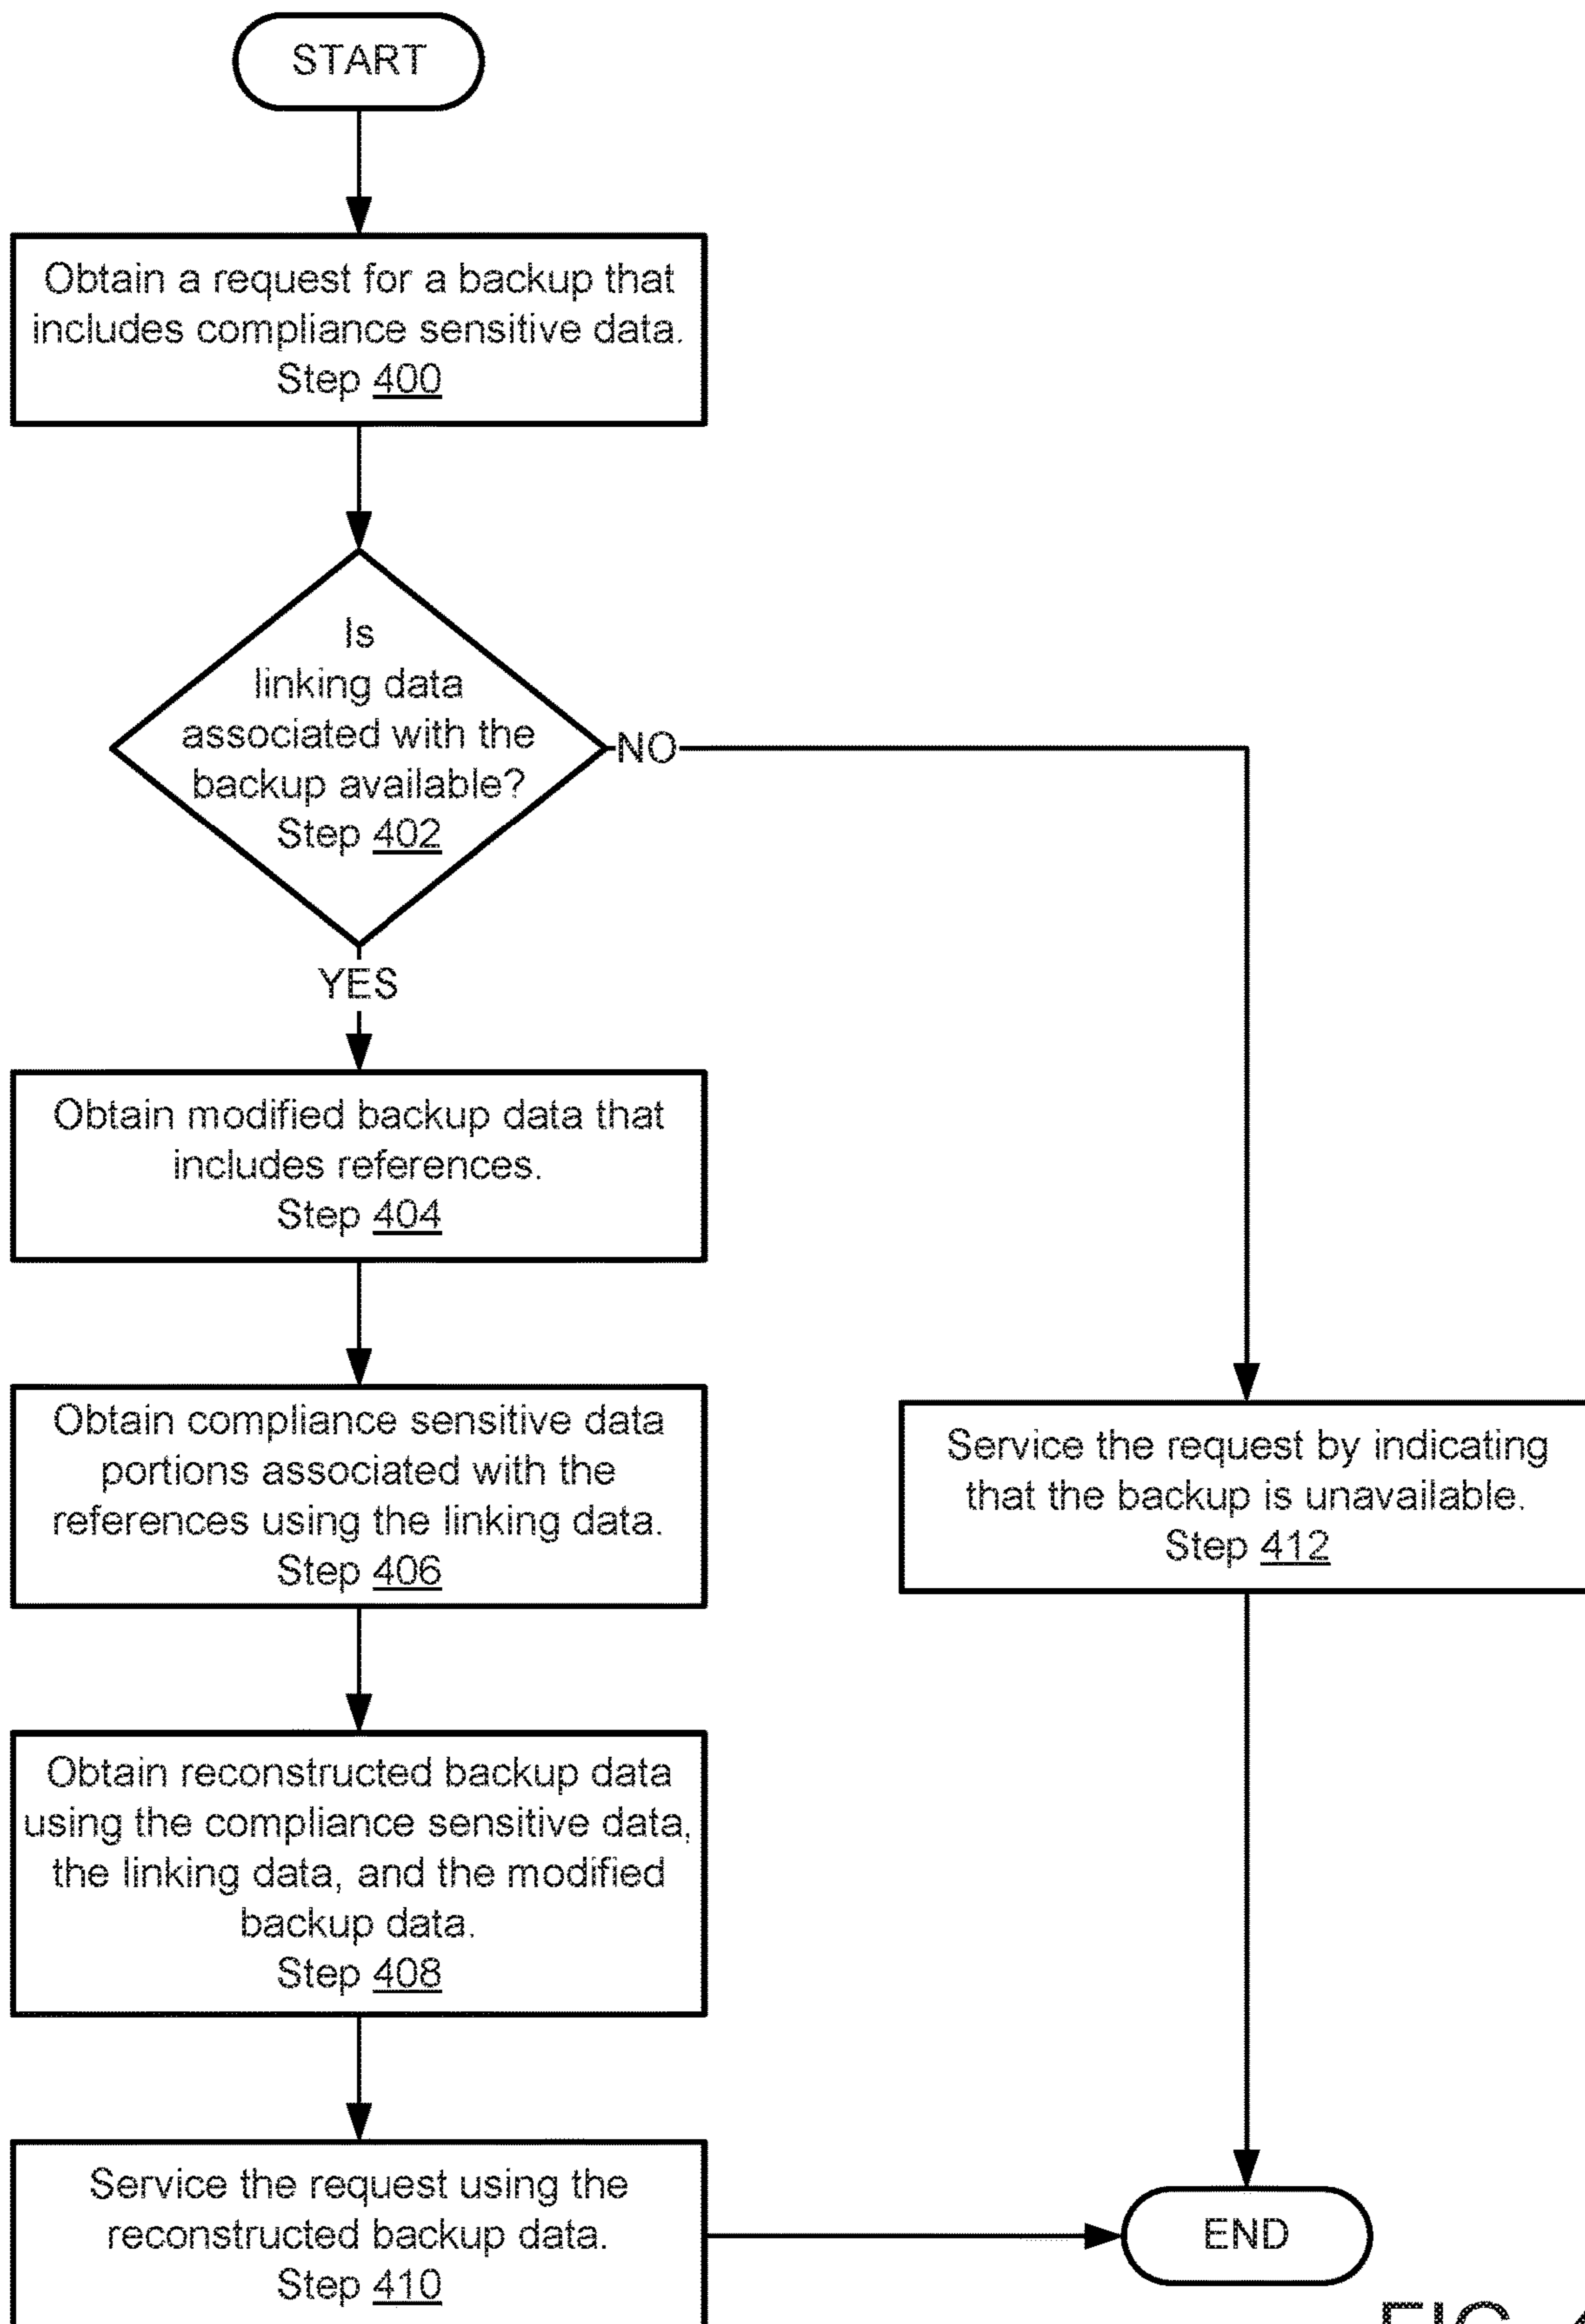 START
Obtain a request for a backup that
includes compliance sensitive data.
Step 400
Is
linking data
associated with the
backup available?
Step 402
NO
YES
Obtain modified backup data that
includes references.
Step 404
Obtain compliance sensitive data
portions associated with the
references using the linking data.
Step 406
Service the request by indicating
that the backup is unavailable.
Step 412
Obtain reconstructed backup data
using the compliance sensitive data,
the linking data, and the modified
backup data.
Step 408
Service the request using the
reconstructed backup data.
Step 410
END
FIG.